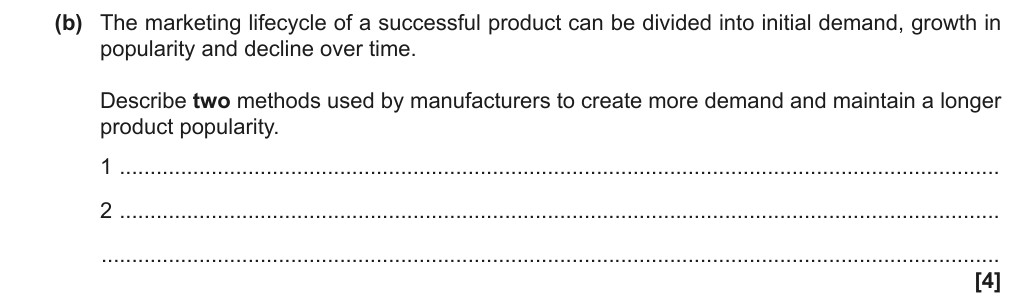 (b) The marketing lifecycle of a successful product can be divided into initial demand, growth in
popularity and decline over time.
Describe two methods used by manufacturers to create more demand and maintain a longer
product popularity.
1 ................................................................................................................................................
2 ................................................................................................................................................
...................................................................................................................................................
[4]